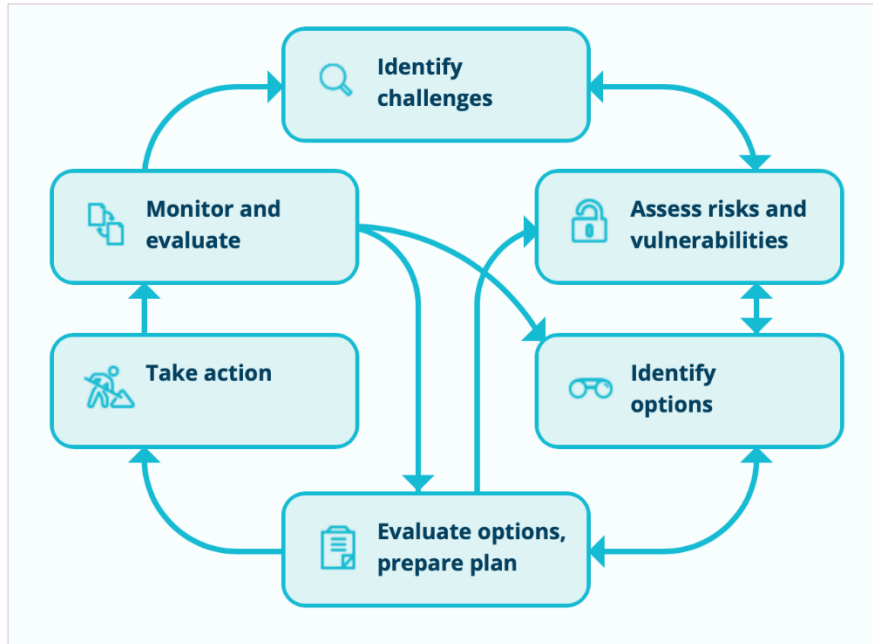 Identify
challenges
Monitor and
evaluate
Assess risks and
vulnerabilities
Take action
Identify
options
Evaluate options,
prepare plan